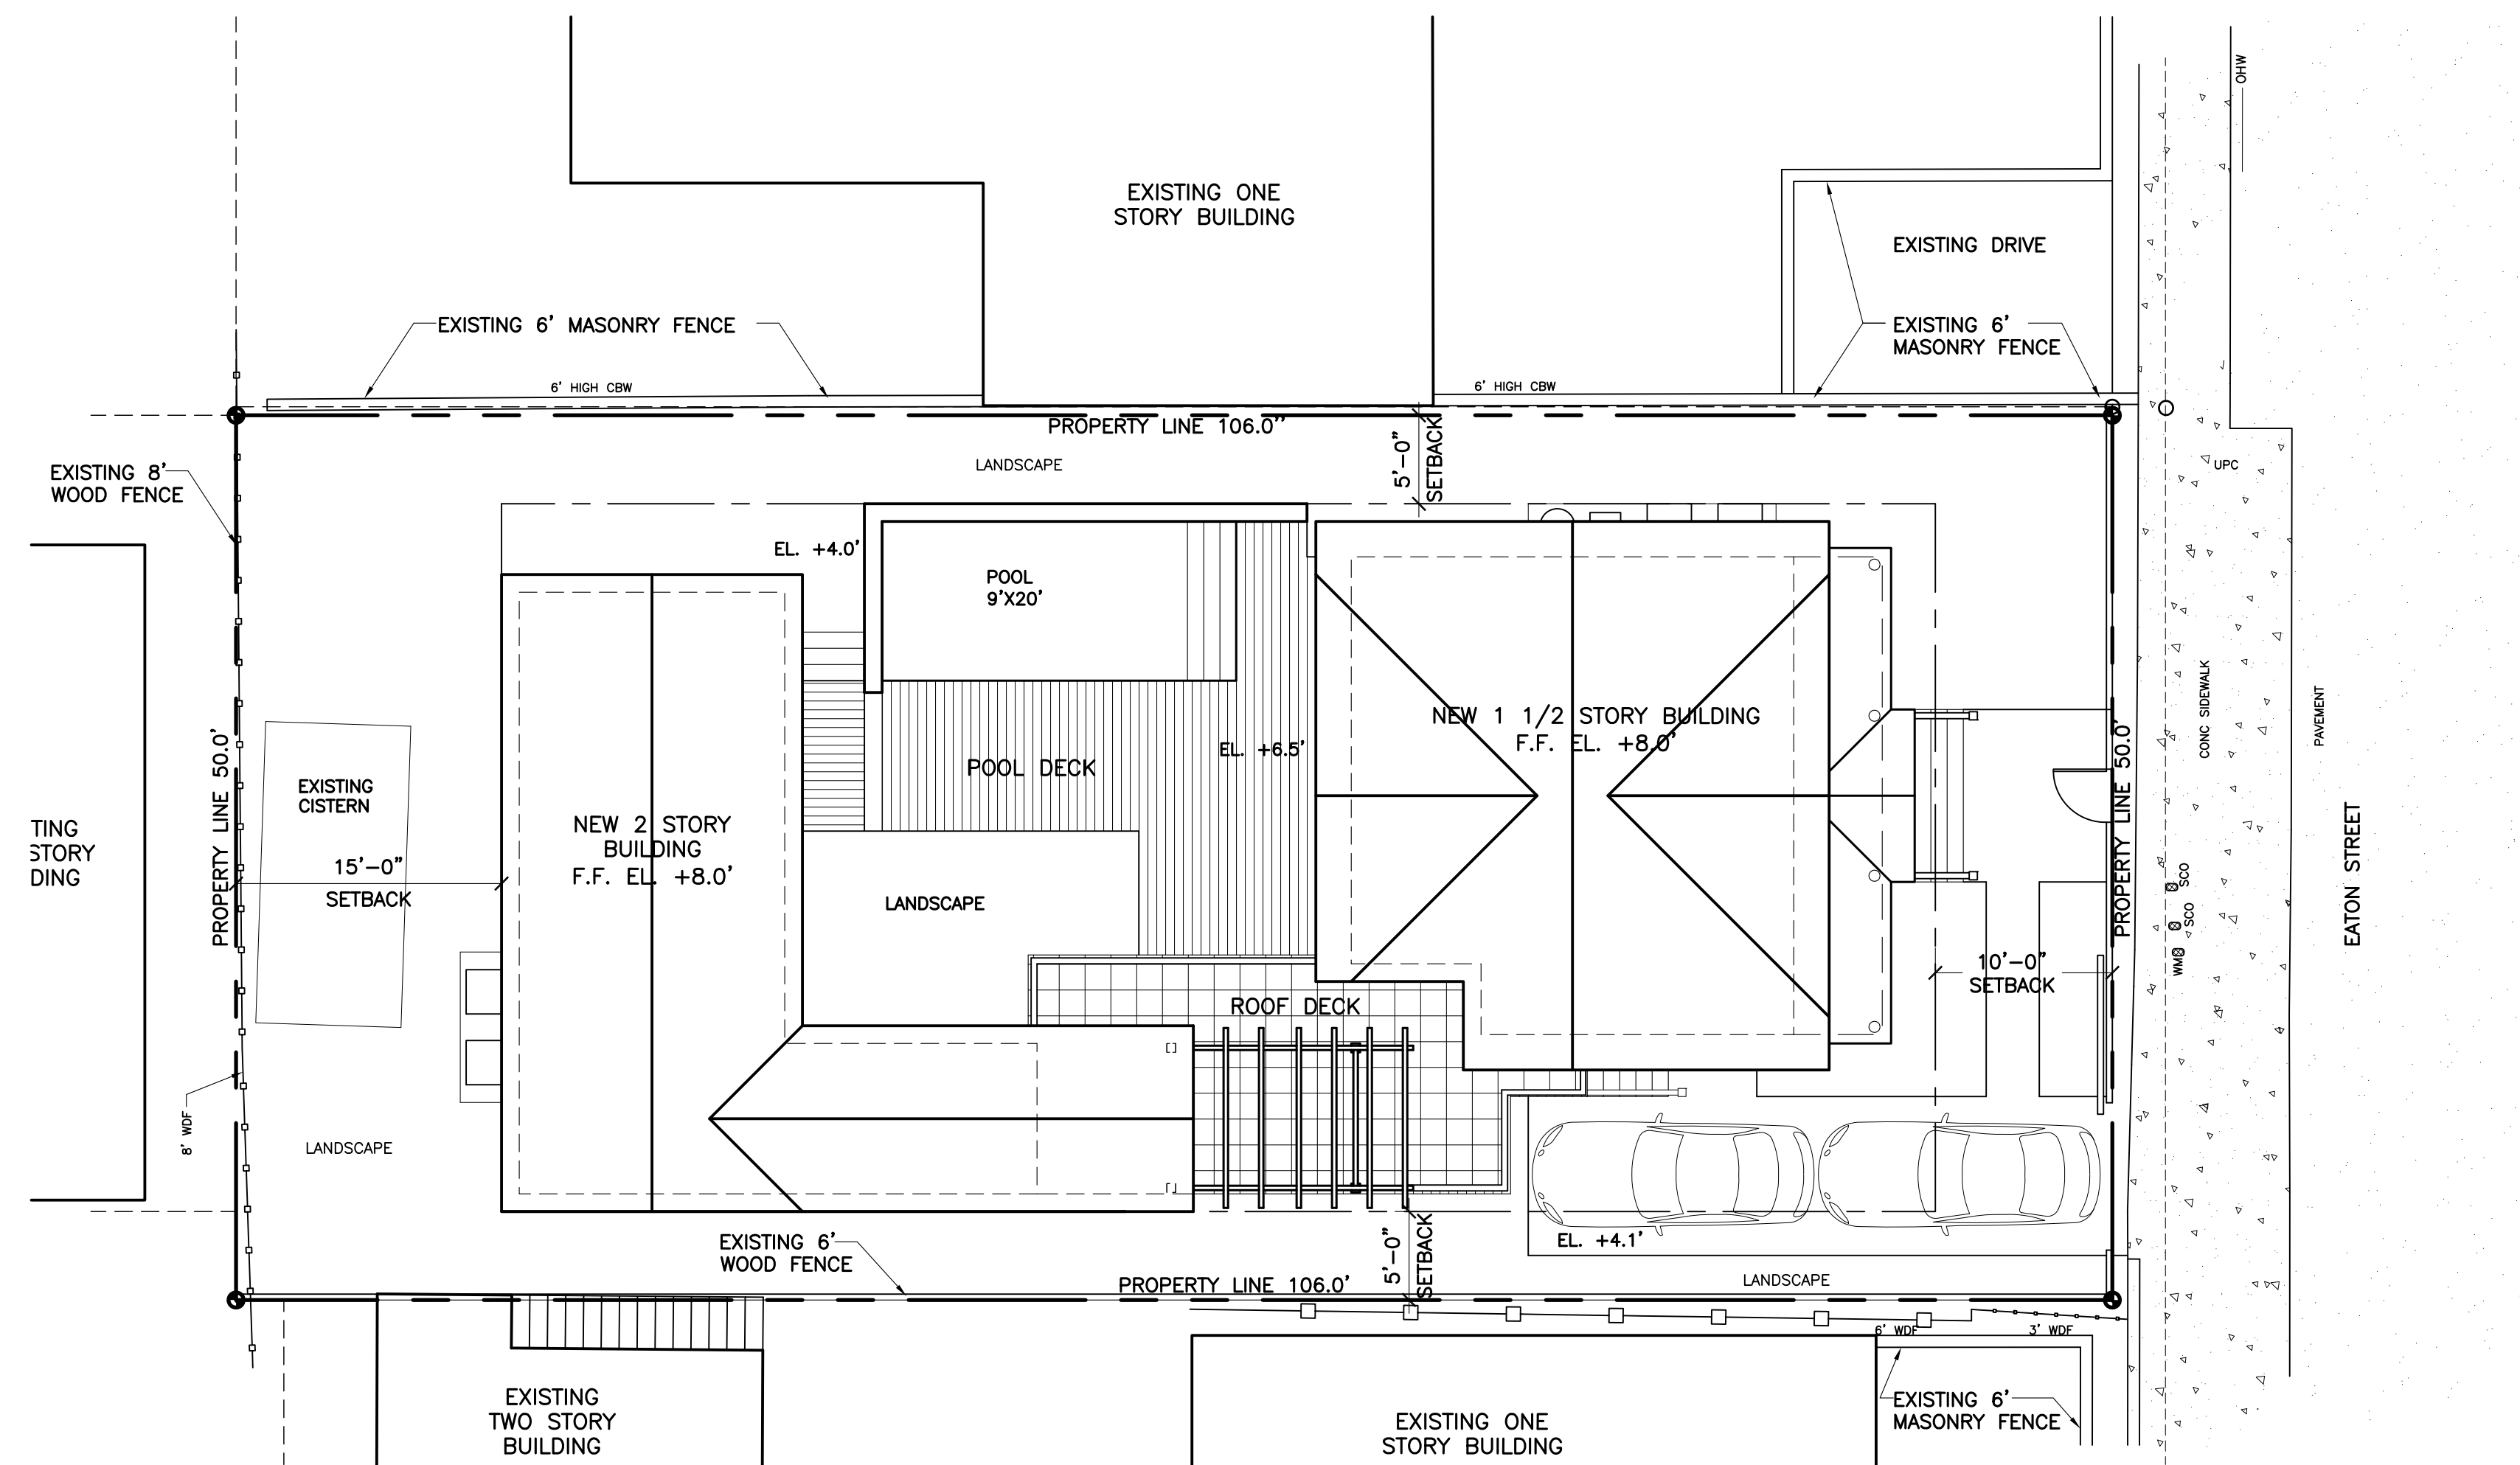 OHW
EXISTING ONE
STORY BUILDING
EXISTING DRIVE
EXISTING 6' MASONRY FENCE
EXISTING 6'
MASONRY FENCE
6' HIGH CBW
6' HIGH CBW
PROPERTY LINE 106.0"
LANDSCAPE
5'-0"
SETBACK
UPC
EXISTING 8'
WOOD FENCE
EL. +4.0'
POOL
9'X20'
NEW 1 1/2 STORY BUILDING
F.F. EL. +8.0'
EL. +6.5'
POOL DECK
CONC SIDEWALK
PAVEMENT
PROPERTY LINE 50.0'
EXISTING
CISTERN
15'-0"
SETBACK
NEW 2 STORY
BUILDING
F.F. EL. +8.0'
LANDSCAPE
TING
STORY
DING
PROPERTY LINE 50.0'
SCO
SCO
WM
EATON STREET
10'-0"
SETBACK
ROOF DECK
8' WDF
LANDSCAPE
EXISTING 6'
WOOD FENCE
5'-0"
SETBACK
EL. +4.1'
PROPERTY LINE 106.0'
LANDSCAPE
6' WDF
3' WDF
EXISTING
TWO STORY
BUILDING
EXISTING ONE
STORY BUILDING
EXISTING 6'
MASONRY FENCE